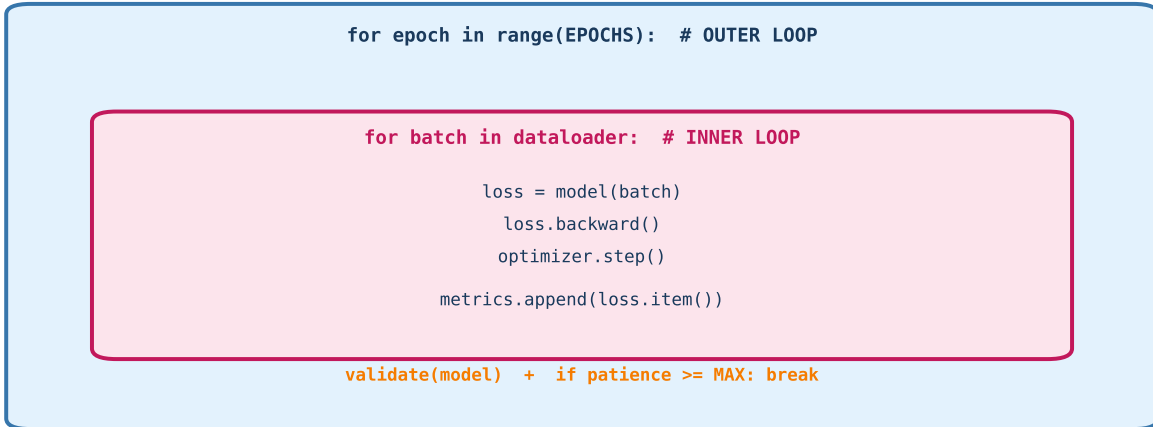 for epoch in range(EPOCHS):  # OUTER LOOP
for batch in dataloader:  # INNER LOOP
loss = model(batch)
loss.backward()
optimizer.step()
metrics.append(loss.item())
validate(model)  +  if patience >= MAX: break